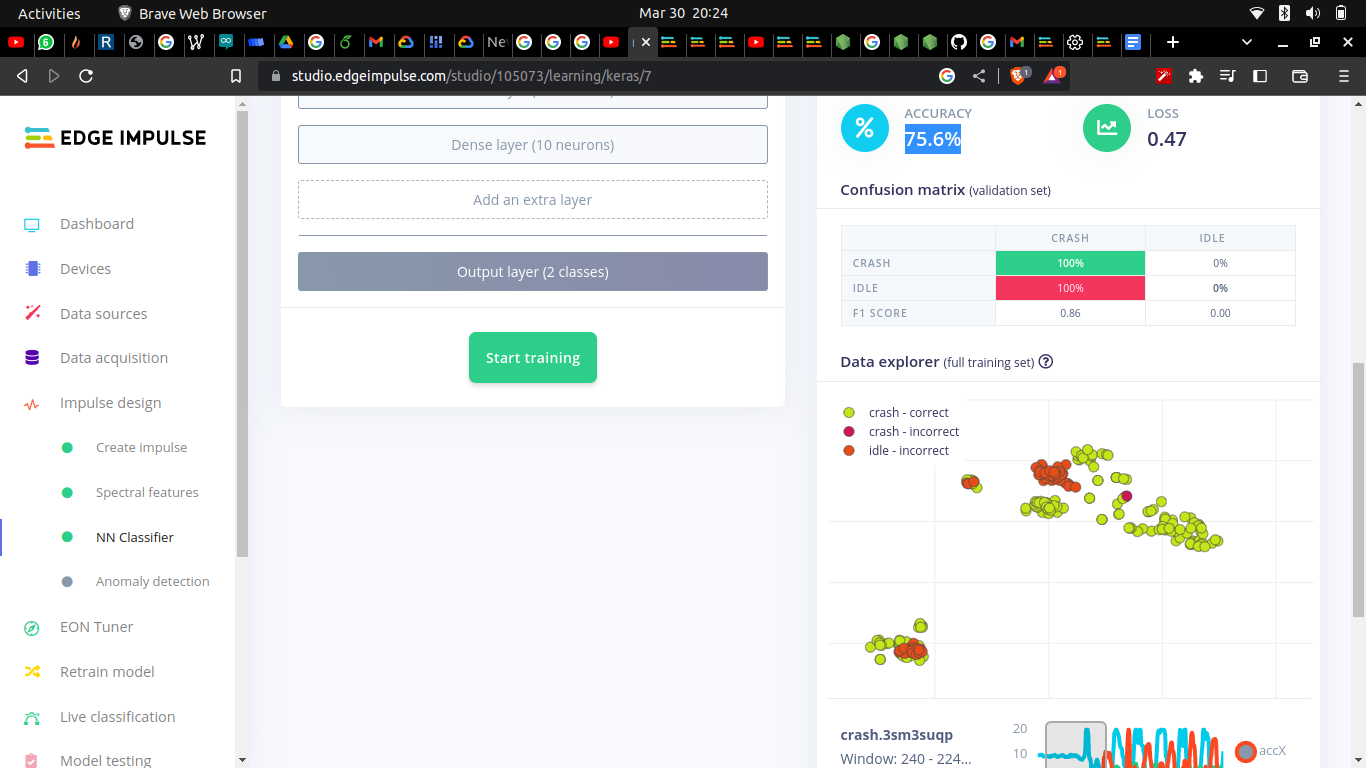 Activities
Brave Web Browser
Mar 30 20:24
Ne
studio.edgeimpulse.com/studio/105073/learning/keras/7
1
1
EDGE IMPULSE
Dashboard
Devices
Data sources
Data acquisition
Impulse design
Create impulse
Spectral features
NN Classifier
Anomaly detection
EON Tuner
Retrain model
Live classification
Model testing
Dense layer (10 neurons)
Add an extra layer
Output layer (2 classes)
Start training
ACCURACY
75.6%
LOSS
0.47
Confusion matrix (validation set)
CRASH IDLE
CRASH 100% 0%
IDLE 100% 0%
F1 SCORE 0.86 0.00
Data explorer (full training set)
crash - correct
crash - incorrect
idle - incorrect
crash.3sm3suqp
Window: 240 - 224...
20
10
accX